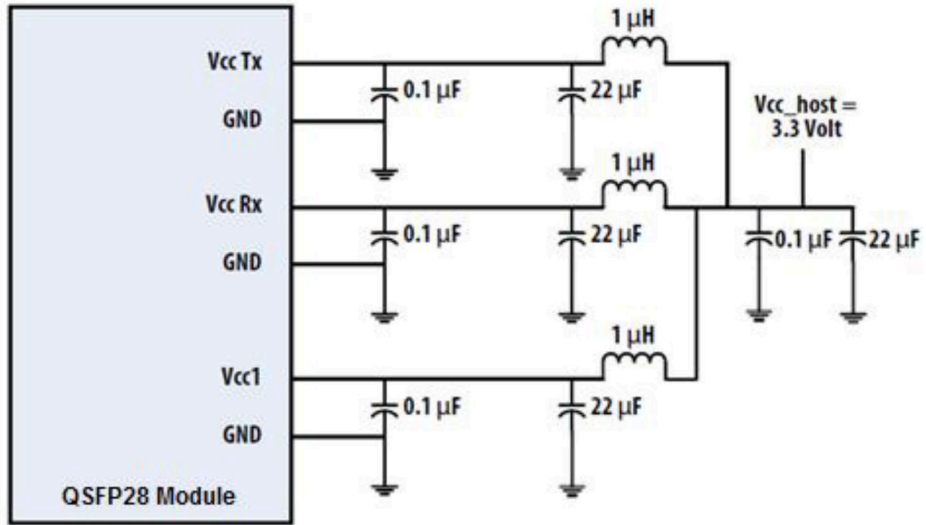 1 µH
Vcc Tx
0.1 µF
22 µF
GND
Vcc_host =
3.3 Volt
1 µH
Vcc Rx
0.1 µF
22 µF
0.1 µF
22 µF
GND
1 µH
Vcc1
0.1 µF
22 µF
GND
QSFP28 Module